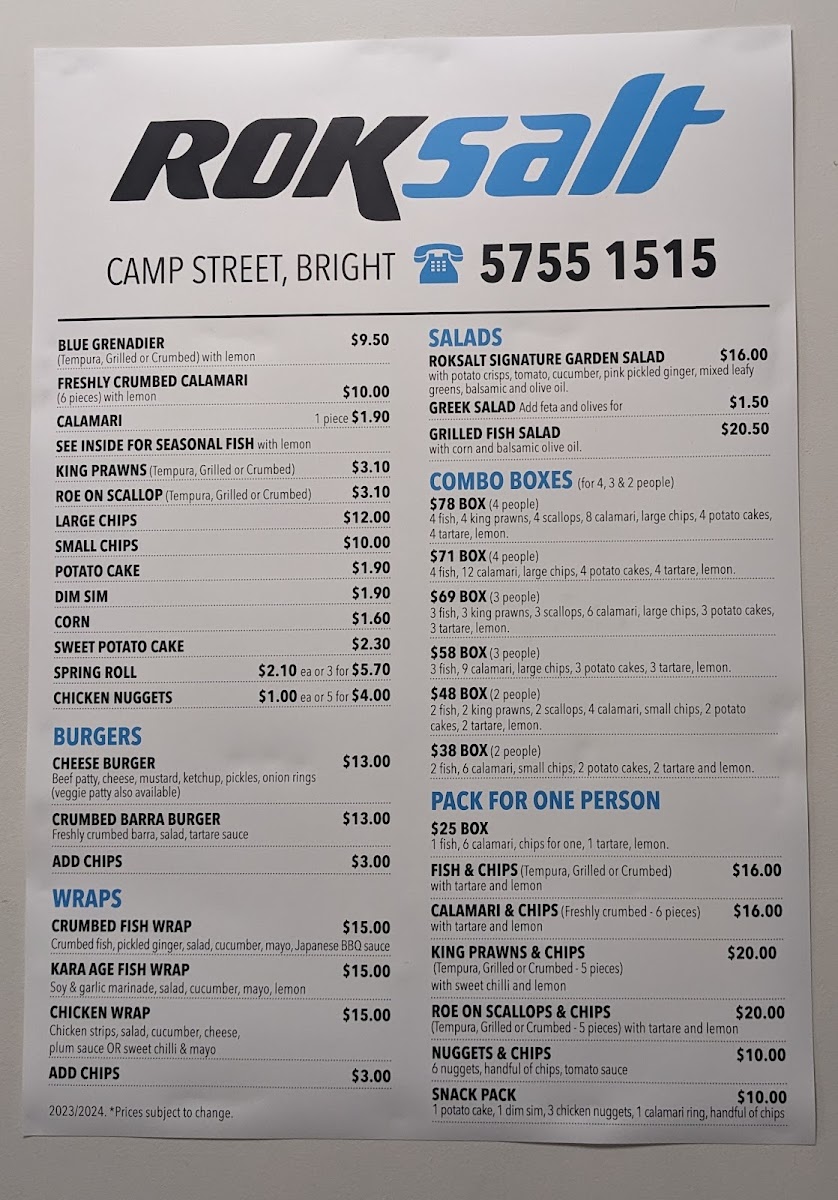 ROKsalt
CAMP STREET, BRIGHT ☎ 5755 1515
BLUE GRENADIER $9.50
(Tempura, Grilled or Crumbed) with lemon
FRESHLY CRUMBED CALAMARI
(6 pieces) with lemon $10.00
CALAMARI 1 piece $1.90
SEE INSIDE FOR SEASONAL FISH with lemon
KING PRAWNS (Tempura, Grilled or Crumbed) $3.10
ROE ON SCALLOP (Tempura, Grilled or Crumbed) $3.10
LARGE CHIPS $12.00
SMALL CHIPS $10.00
POTATO CAKE $1.90
DIM SIM $1.90
CORN $1.60
SWEET POTATO CAKE $2.30
SPRING ROLL $2.10 ea or 3 for $5.70
CHICKEN NUGGETS $1.00 ea or 5 for $4.00
BURGERS
CHEESE BURGER $13.00
Beef patty, cheese, mustard, ketchup, pickles, onion rings
(veggie patty also available)
CRUMBED BARRA BURGER $13.00
Freshly crumbed barra, salad, tartare sauce
ADD CHIPS $3.00
WRAPS
CRUMBED FISH WRAP $15.00
Crumbed fish, pickled ginger, salad, cucumber, mayo, Japanese BBQ sauce
KARA AGE FISH WRAP $15.00
Soy & garlic marinade, salad, cucumber, mayo, lemon
CHICKEN WRAP $15.00
Chicken strips, salad, cucumber, cheese,
plum sauce OR sweet chilli & mayo
ADD CHIPS $3.00
2023/2024. *Prices subject to change.
SALADS
ROKSALT SIGNATURE GARDEN SALAD $16.00
with potato crisps, tomato, cucumber, pink pickled ginger, mixed leafy
greens, balsamic and olive oil.
GREEK SALAD Add feta and olives for $1.50
GRILLED FISH SALAD $20.50
with corn and balsamic olive oil.
COMBO BOXES (for 4, 3 & 2 people)
$78 BOX (4 people)
4 fish, 4 king prawns, 4 scallops, 8 calamari, large chips, 4 potato cakes,
4 tartare, lemon.
$71 BOX (4 people)
4 fish, 12 calamari, large chips, 4 potato cakes, 4 tartare, lemon.
$69 BOX (3 people)
3 fish, 3 king prawns, 3 scallops, 6 calamari, large chips, 3 potato cakes,
3 tartare, lemon.
$58 BOX (3 people)
3 fish, 9 calamari, large chips, 3 potato cakes, 3 tartare, lemon.
$48 BOX (2 people)
2 fish, 2 king prawns, 2 scallops, 4 calamari, small chips, 2 potato
cakes, 2 tartare, lemon.
$38 BOX (2 people)
2 fish, 6 calamari, small chips, 2 potato cakes, 2 tartare and lemon.
PACK FOR ONE PERSON
$25 BOX
1 fish, 6 calamari, chips for one, 1 tartare, lemon.
FISH & CHIPS (Tempura, Grilled or Crumbed) $16.00
with tartare and lemon
CALAMARI & CHIPS (Freshly crumbed - 6 pieces) $16.00
with tartare and lemon
KING PRAWNS & CHIPS $20.00
(Tempura, Grilled or Crumbed - 5 pieces)
with sweet chilli and lemon
ROE ON SCALLOPS & CHIPS $20.00
(Tempura, Grilled or Crumbed - 5 pieces) with tartare and lemon
NUGGETS & CHIPS $10.00
6 nuggets, handful of chips, tomato sauce
SNACK PACK $10.00
1 potato cake, 1 dim sim, 3 chicken nuggets, 1 calamari ring, handful of chips